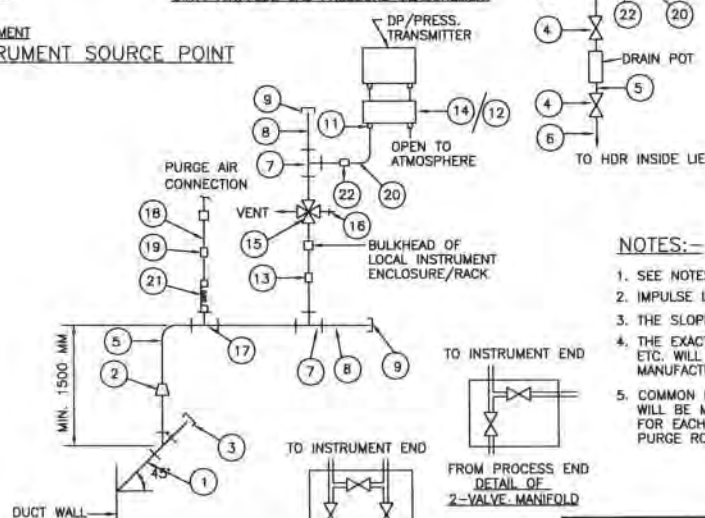 MENT
RUMENT SOURCE POINT
DP/PRESS.
TRANSMITTER
9
8
11
14/12
7
OPEN TO
ATMOSPHERE
22
20
PURGE AIR
CONNECTION
18
19
21
VENT
16
15
BULKHEAD OF
LOCAL INSTRUMENT
ENCLOSURE/RACK
13
5
17
7
8
9
MIN. 1500 MM
2
3
45°
1
DUCT WALL
22
20
4
DRAIN POT
5
4
6
TO HDR INSIDE LIE
NOTES:-
1. SEE NOTES
2. IMPULSE L
3. THE SLOP
4. THE EXACT
ETC. WILL
MANUFACT
5. COMMON
WILL BE M
FOR EACH
PURGE RO
TO INSTRUMENT END
FROM PROCESS END
DETAIL OF
2-VALVE MANIFOLD
TO INSTRUMENT END